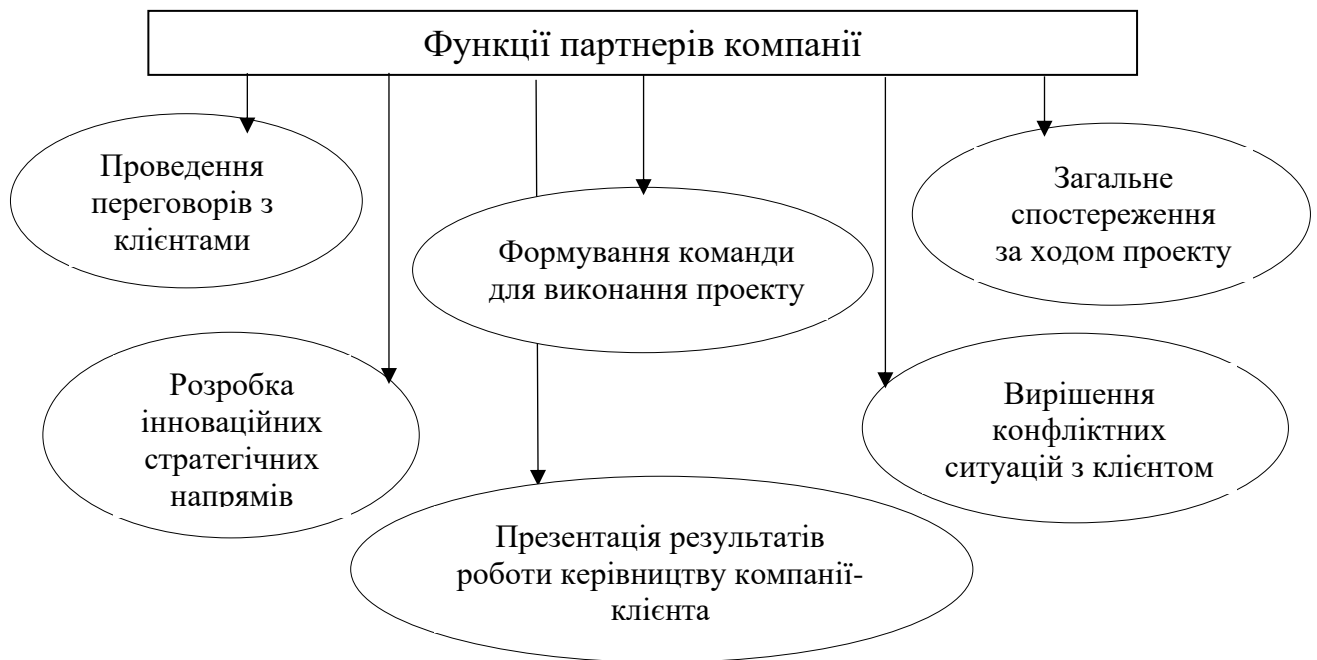 Функції партнерів компанії
Проведення
переговорів з
клієнтами
Формування команди
для виконання проекту
Загальне
спостереження
за ходом проекту
Розробка
інноваційних
стратегічних
напрямів
Вирішення
конфліктних
ситуацій з клієнтом
Презентація результатів
роботи керівництву компанії-
клієнта